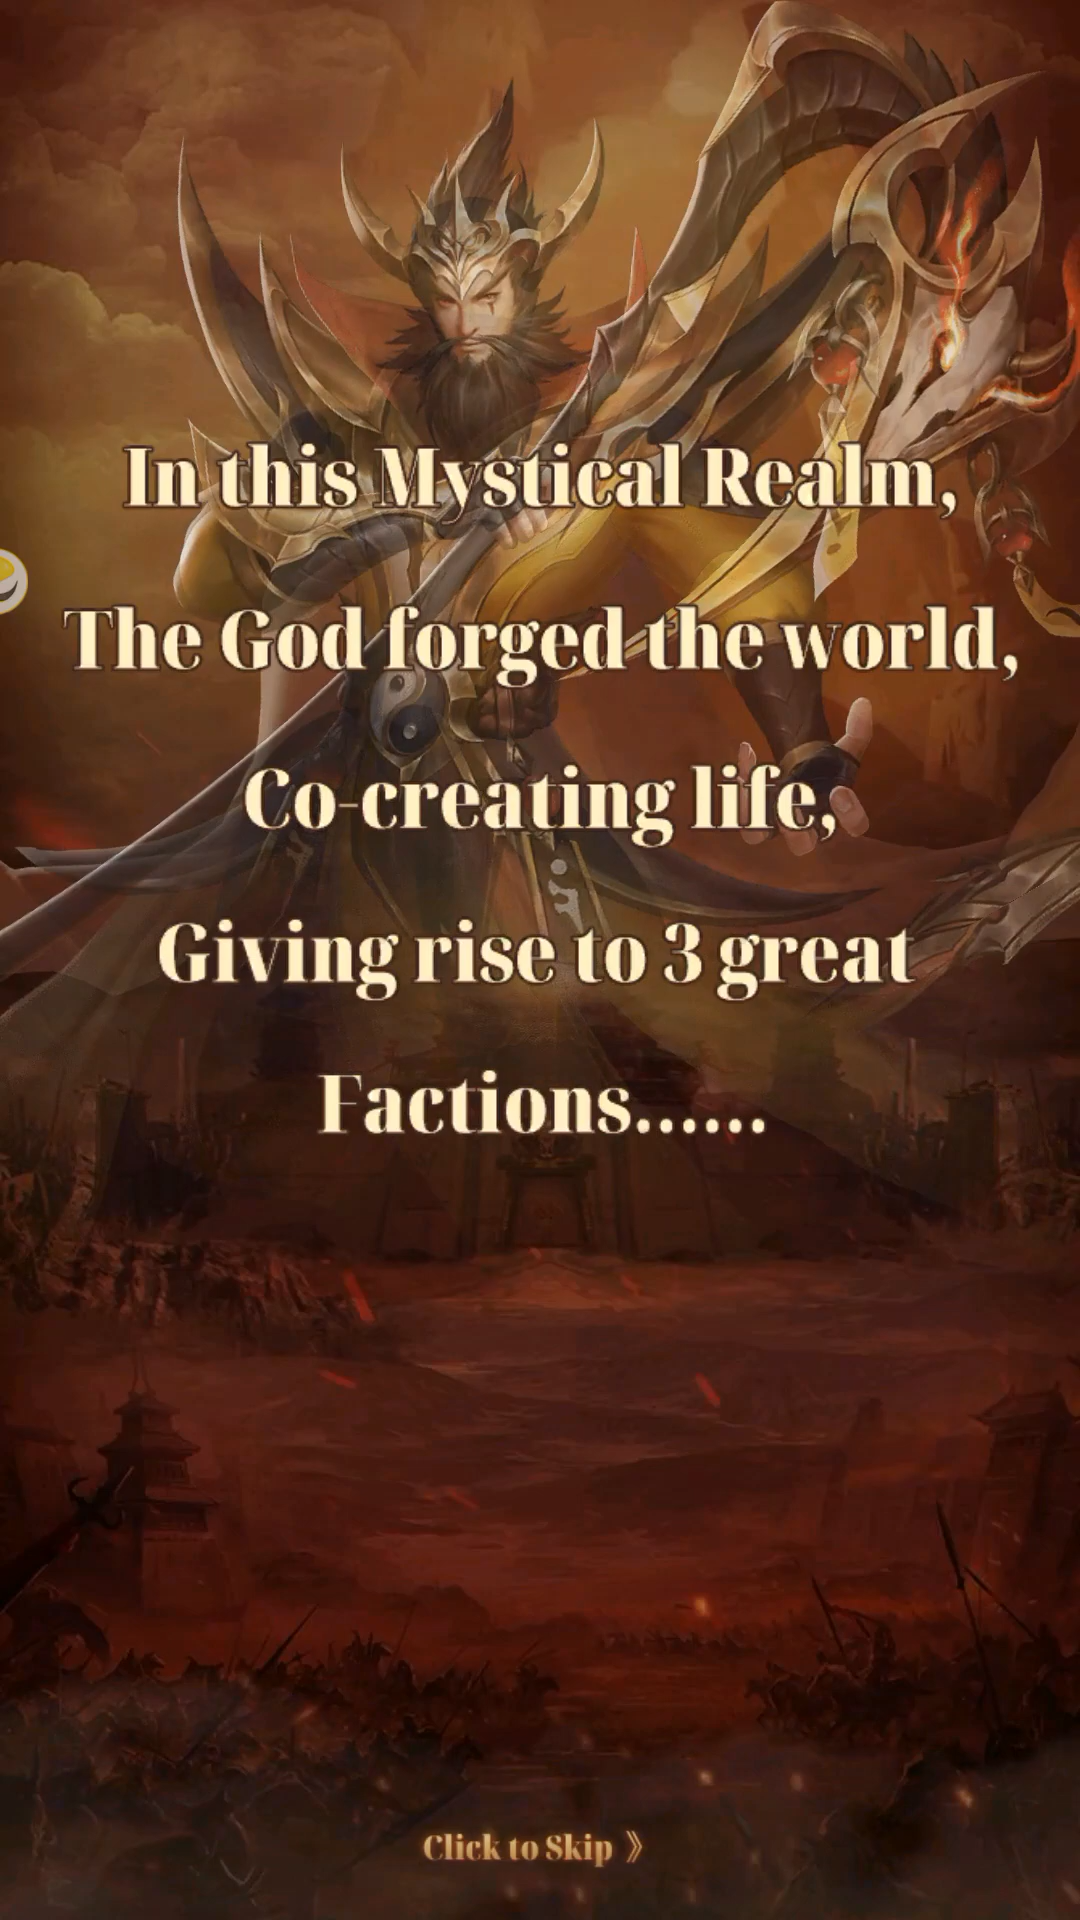 In this Mystical Realm,
The God forged the world,
Co-creating life,
Giving rise to 3 great
Factions......
Click to Skip 》